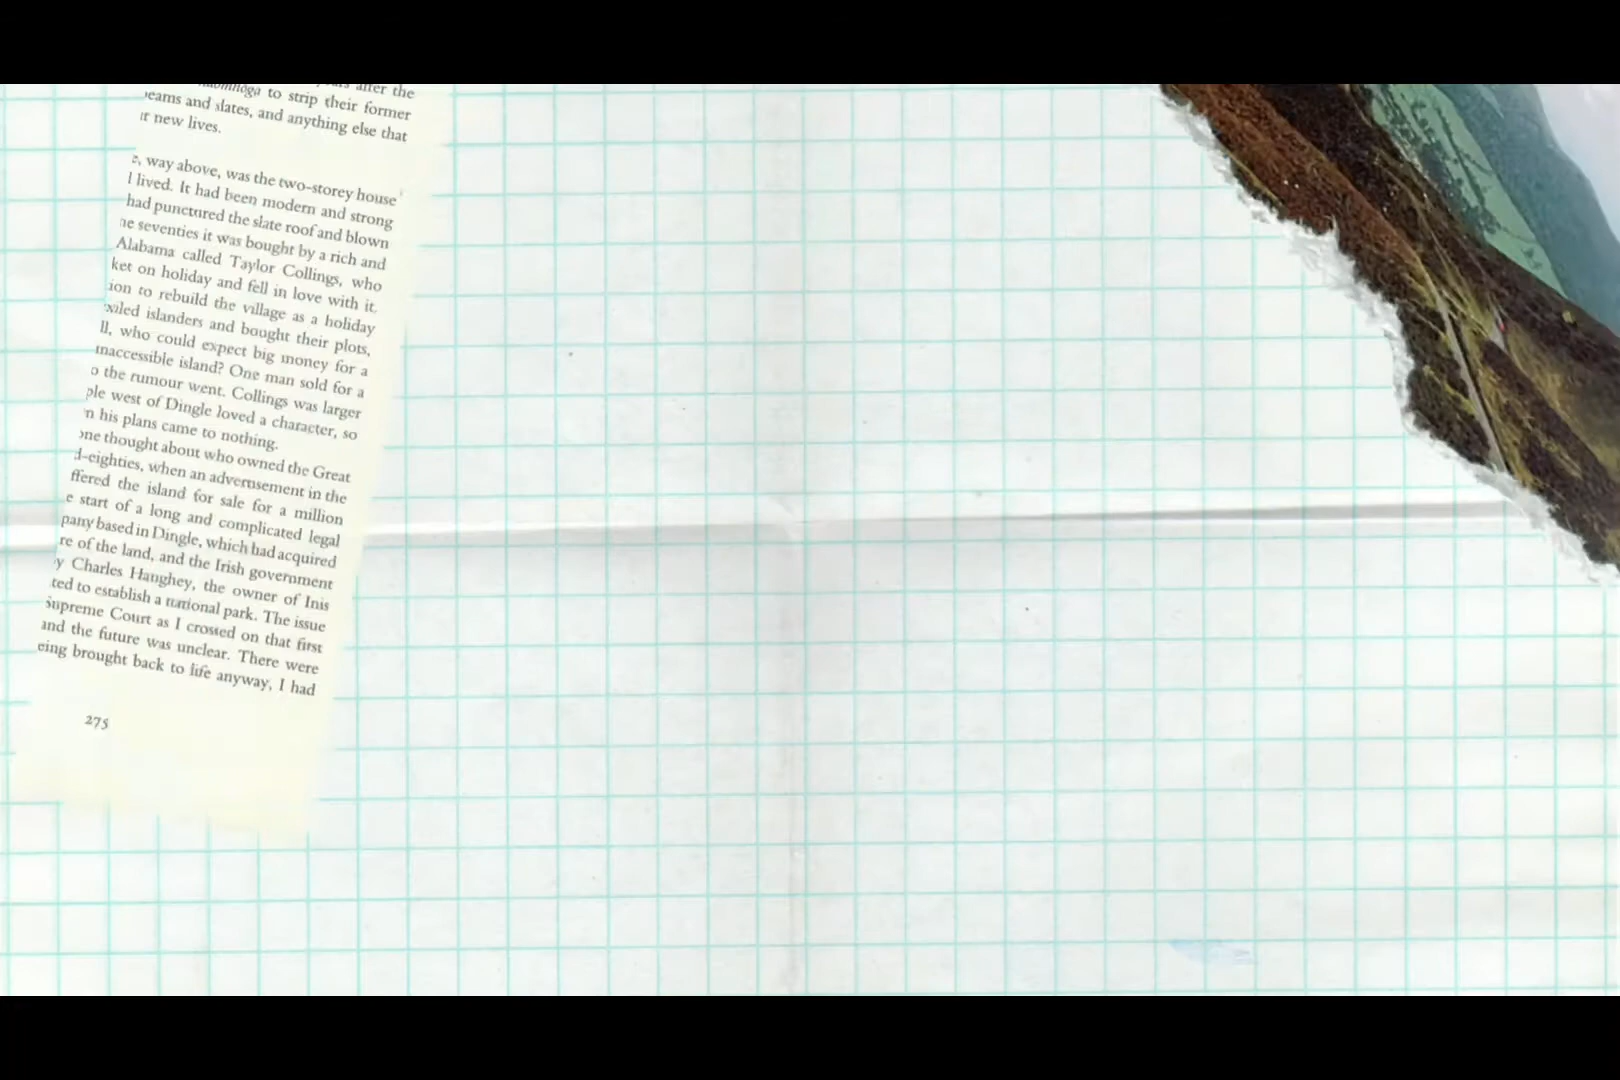 after the
to strip their former
eams and slates, and anything else that
new lives.
way above, was the two-storey house
I lived. It had been modern and strong
had punctured the slate roof and blown
seventies it was bought by a rich and
Alabama called Taylor Collings, who
ket on holiday and fell in love with it.
ion to rebuild the village as a holiday
xiled islanders and bought their plots,
ll, who could expect big money for a
inaccessible island? One man sold for a
o the rumour went. Collings was larger
ple west of Dingle loved a character, so
n his plans came to nothing.
one thought about who owned the Great
d-eighties, when an advertisement in the
ffered the island for sale for a million
e start of a long and complicated legal
pany based in Dingle, which had acquired
re of the land, and the Irish government
y Charles Haughey, the owner of Inis
ted to establish a national park. The issue
Supreme Court as I crossed on that first
and the future was unclear. There were
eing brought back to life anyway, I had
275